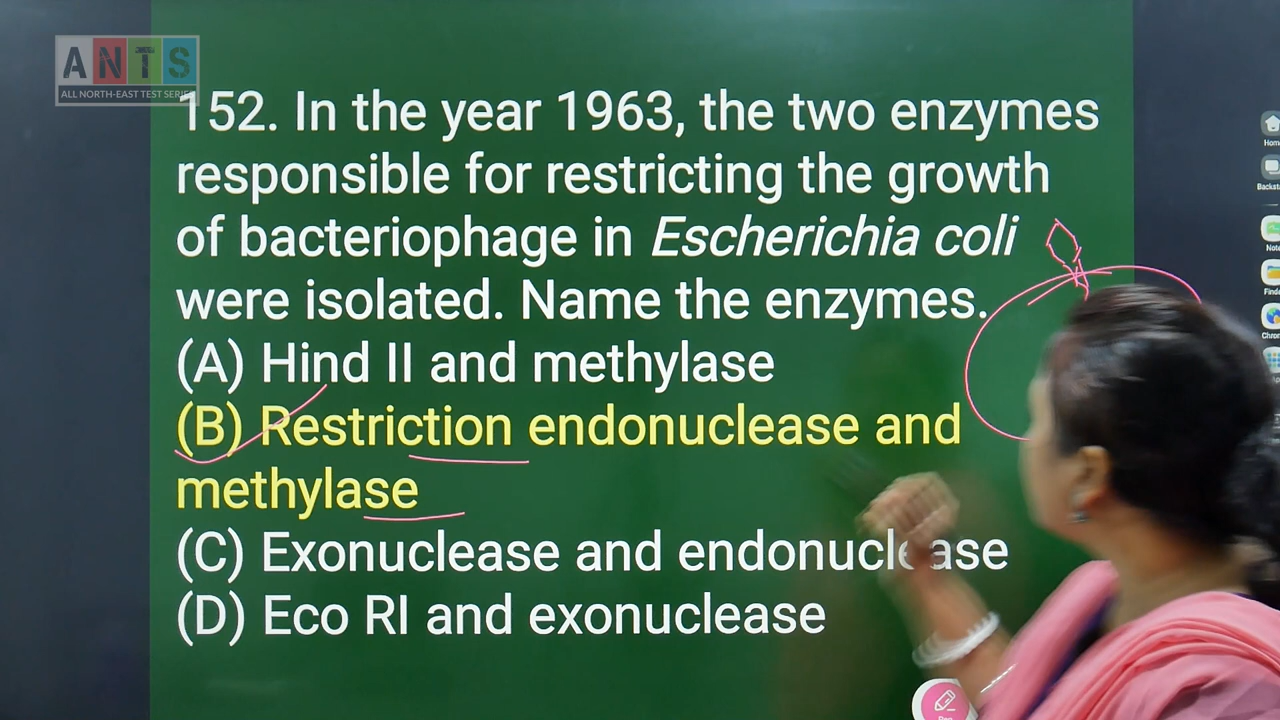 ANTS
ALL NORTH-EAST TEST SERIES
152. In the year 1963, the two enzymes
responsible for restricting the growth
of bacteriophage in Escherichia coli
were isolated. Name the enzymes.
(A) Hind II and methylase
(B) Restriction endonuclease and
methylase
(C) Exonuclease and endonuclease
(D) Eco RI and exonuclease
Home